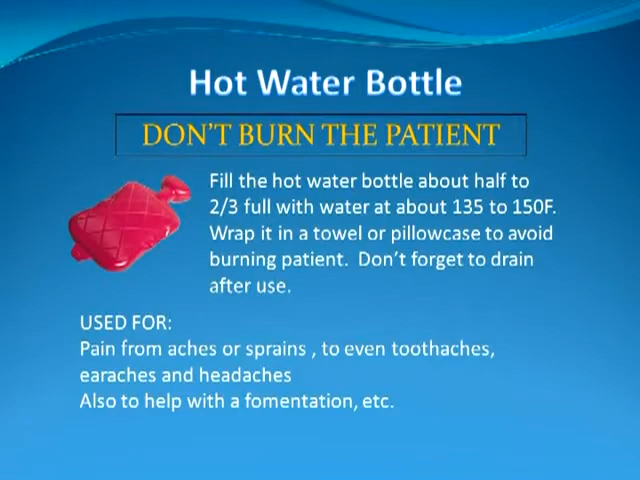 Hot Water Bottle
DON'T BURN THE PATIENT
Fill the hot water bottle about half to
2/3 full with water at about 135 to 150F.
Wrap it in a towel or pillowcase to avoid
burning patient.  Don't forget to drain
after use.
USED FOR:
Pain from aches or sprains , to even toothaches,
earaches and headaches
Also to help with a fomentation, etc.